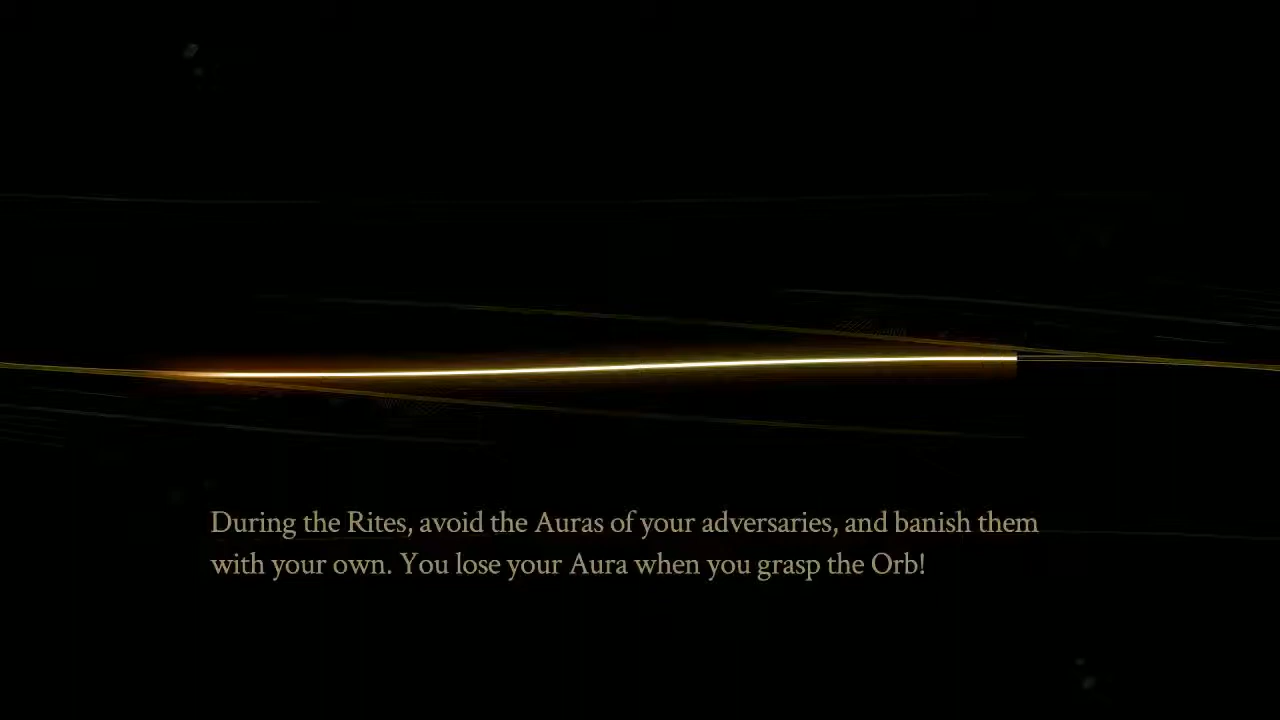 During the Rites, avoid the Auras of your adversaries, and banish them
with your own. You lose your Aura when you grasp the Orb!